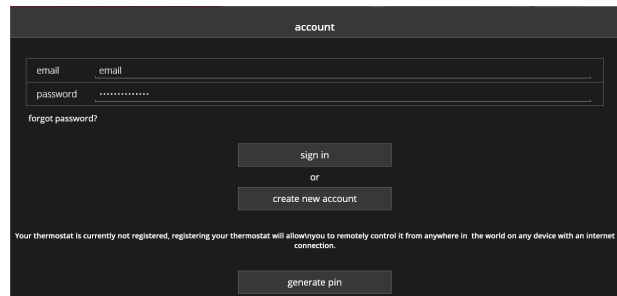 account
email email
password ··············
forgot password?
sign in
or
create new account
Your thermostat is currently not registered, registering your thermostat will allow\nyou to remotely control it from anywhere in the world on any device with an internet
connection.
generate pin